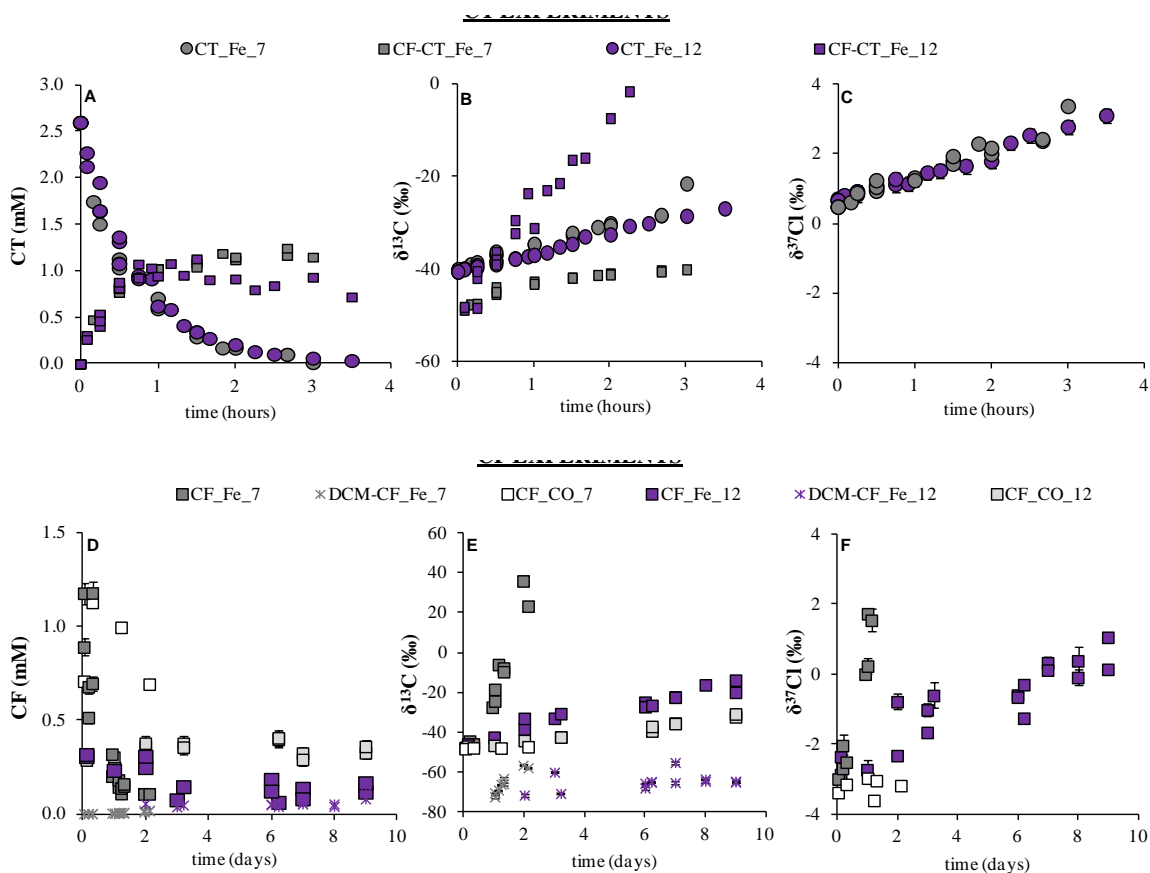 CT EXPERIMENTS
CT_Fe_7 CF-CT_Fe_7 CT_Fe_12 CF-CT_Fe_12
A
CT (mM)
3.0
2.5
2.0
1.5
1.0
0.5
0.0
0 1 2 3 4
time (hours)
B
δ¹³C (‰)
0
-20
-40
-60
0 1 2 3 4
time (hours)
C
δ³⁷Cl (‰)
4
2
0
-2
-4
0 1 2 3 4
time (hours)
CF EXPERIMENTS
CF_Fe_7 DCM-CF_Fe_7 CF_CO_7 CF_Fe_12 DCM-CF_Fe_12 CF_CO_12
D
CF (mM)
1.5
1.0
0.5
0.0
0 2 4 6 8 10
time (days)
E
δ¹³C (‰)
60
40
20
0
-20
-40
-60
-80
0 2 4 6 8 10
time (days)
F
δ³⁷Cl (‰)
4
2
0
-2
-4
0 2 4 6 8 10
time (days)